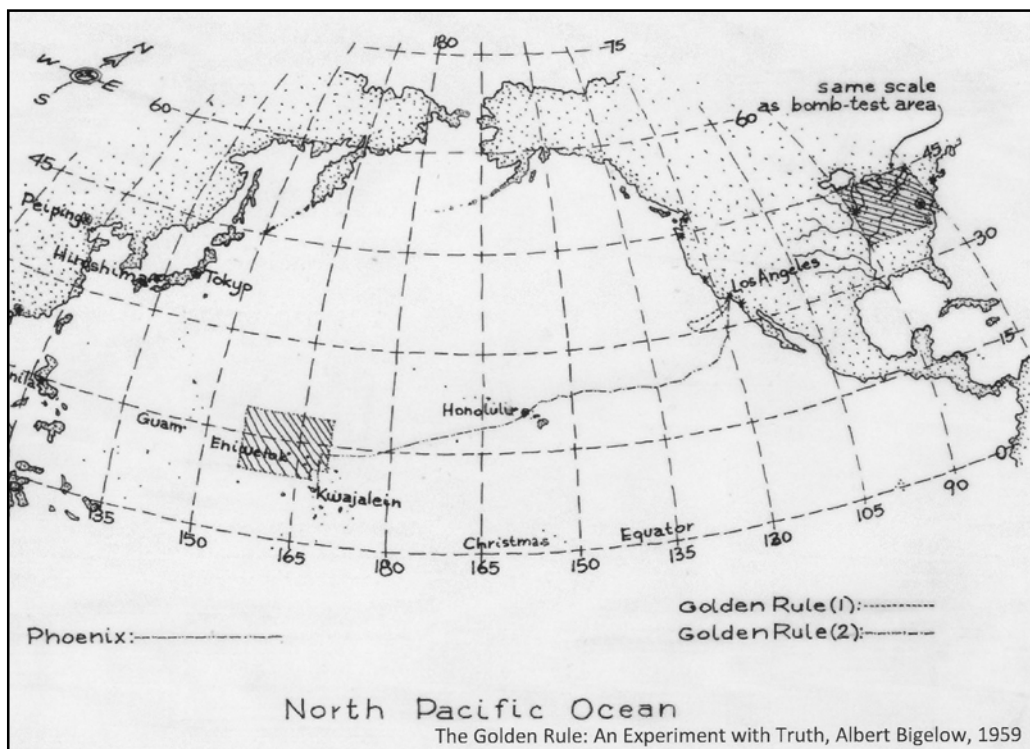 180
75
N
W
E
S
60
60
same scale
as bomb-test
area
45
45
Peiping
30
Hiroshima
Tokyo
Los Angeles
15
nila
Honolulu
Guam
Eniwetok
0
Kwajalein
90
135
105
150
Christmas
Equator
120
165
180
165
150
135
Golden Rule(1):
Phoenix:
Golden Rule(2):
North Pacific Ocean
The Golden Rule: An Experiment with Truth, Albert Bigelow, 1959